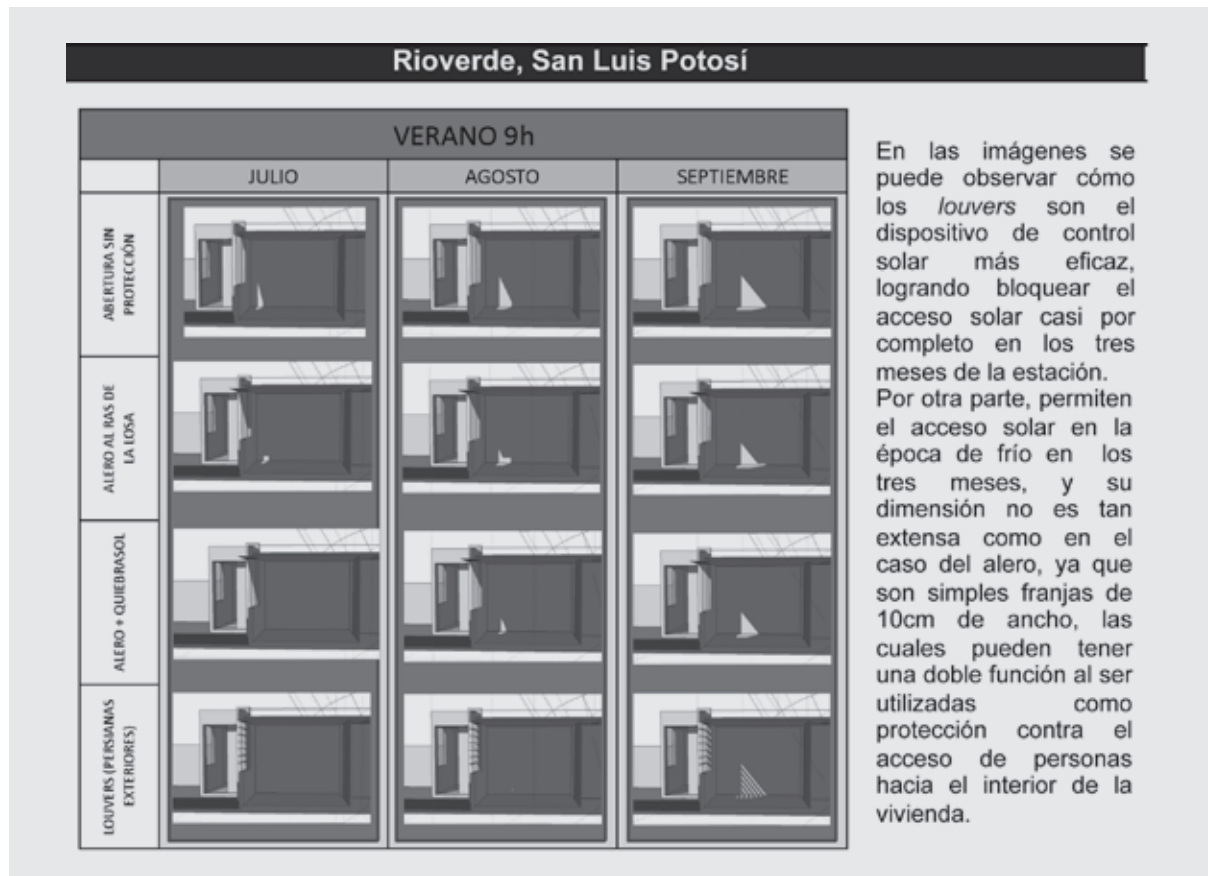 Rioverde, San Luis Potosí
VERANO 9h
JULIO
AGOSTO
SEPTIEMBRE
ABERTURA SIN
PROTECCIÓN
ALERO AL RAS DE
LA LOSA
ALERO + QUIEBRASOL
LOUVERS (PERSIANAS
EXTERIORES)
En las imágenes se
puede observar cómo
los louvers son el
dispositivo de control
solar más eficaz,
logrando bloquear el
acceso solar casi por
completo en los tres
meses de la estación.
Por otra parte, permiten
el acceso solar en la
época de frío en los
tres meses, y su
dimensión no es tan
extensa como en el
caso del alero, ya que
son simples franjas de
10cm de ancho, las
cuales pueden tener
una doble función al ser
utilizadas como
protección contra el
acceso de personas
hacia el interior de la
vivienda.